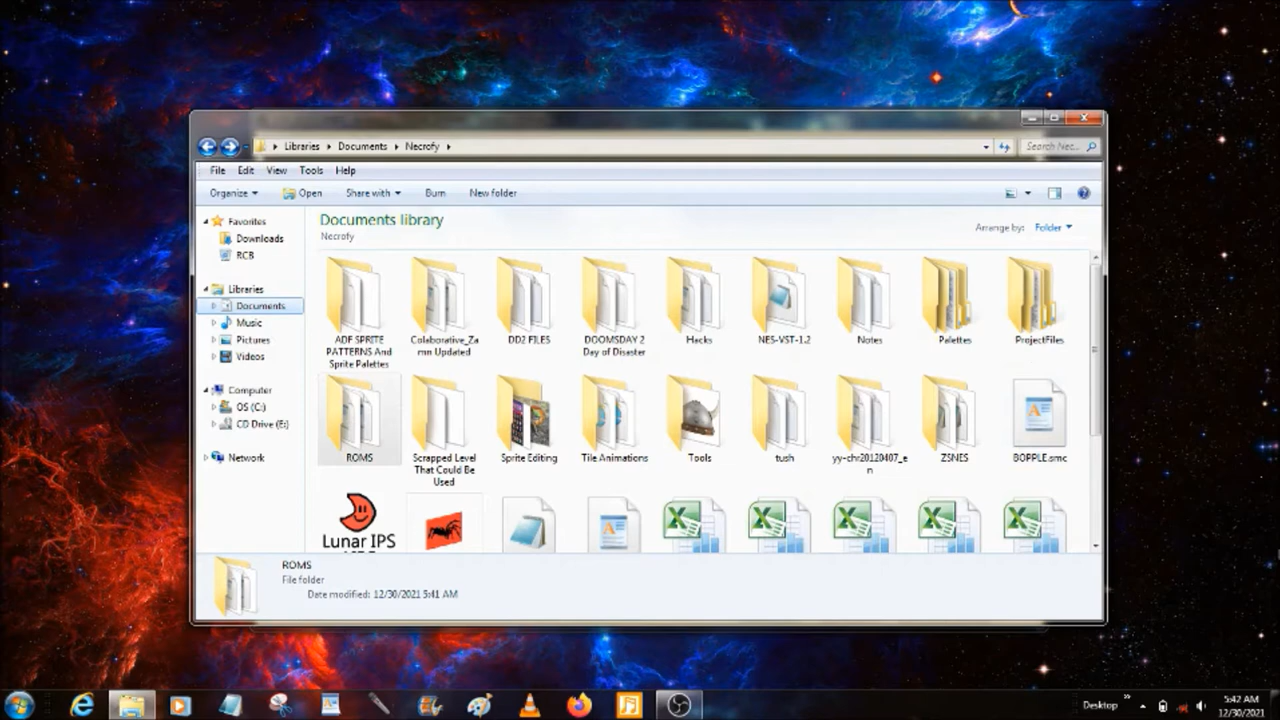 Libraries Documents Necrofy
Search Nec...
File Edit View Tools Help
Organize Open Share with Burn New folder
Favorites
Downloads
RCB
Libraries
Documents
Music
Pictures
Videos
Computer
OS (C:)
CD Drive (E:)
Network
Documents library
Necrofy
Arrange by: Folder
ADF SPRITE
PATTERNS And
Sprite Palettes
Colaborative_Za
mn Updated
DD2 FILES
DOOMSDAY 2
Day of Disaster
Hacks
NES-VST-1.2
Notes
Palettes
ProjectFiles
ROMS
Scrapped Level
That Could Be
Used
Sprite Editing
Tile Animations
Tools
tush
yy-chr20120407_e
n
ZSNES
BOPPLE.smc
Lunar IPS
ROMS
File folder
Date modified: 12/30/2021 5:41 AM
Desktop
5:42 AM
12/30/2021